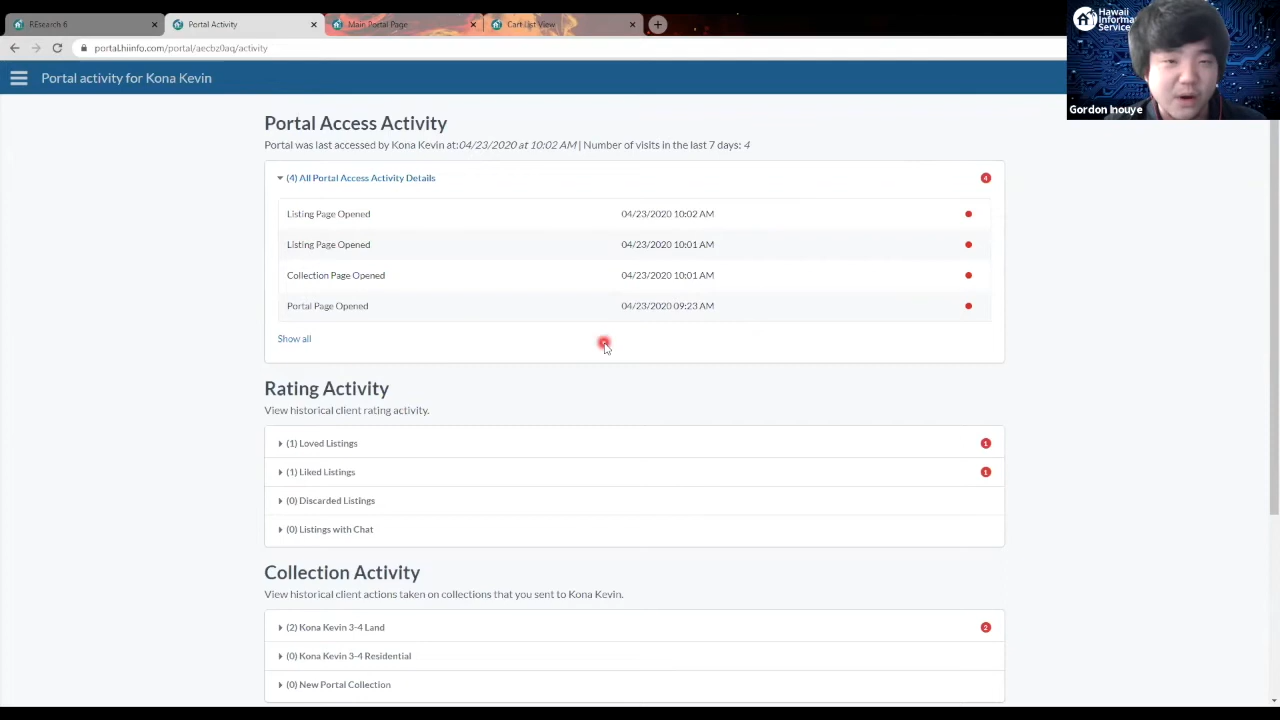 REsearch 6
Portal Activity
Main Portal Page
Cart List View
portal.hiinfo.com/portal/aecbz0aq/activity
Hawaii
Informa
Service
Gordon Inouye
Portal activity for Kona Kevin
Portal Access Activity
Portal was last accessed by Kona Kevin at:04/23/2020 at 10:02 AM | Number of visits in the last 7 days: 4
(4) All Portal Access Activity Details 4
Listing Page Opened 04/23/2020 10:02 AM
Listing Page Opened 04/23/2020 10:01 AM
Collection Page Opened 04/23/2020 10:01 AM
Portal Page Opened 04/23/2020 09:23 AM
Show all
Rating Activity
View historical client rating activity.
(1) Loved Listings 1
(1) Liked Listings 1
(0) Discarded Listings
(0) Listings with Chat
Collection Activity
View historical client actions taken on collections that you sent to Kona Kevin.
(2) Kona Kevin 3-4 Land 2
(0) Kona Kevin 3-4 Residential
(0) New Portal Collection